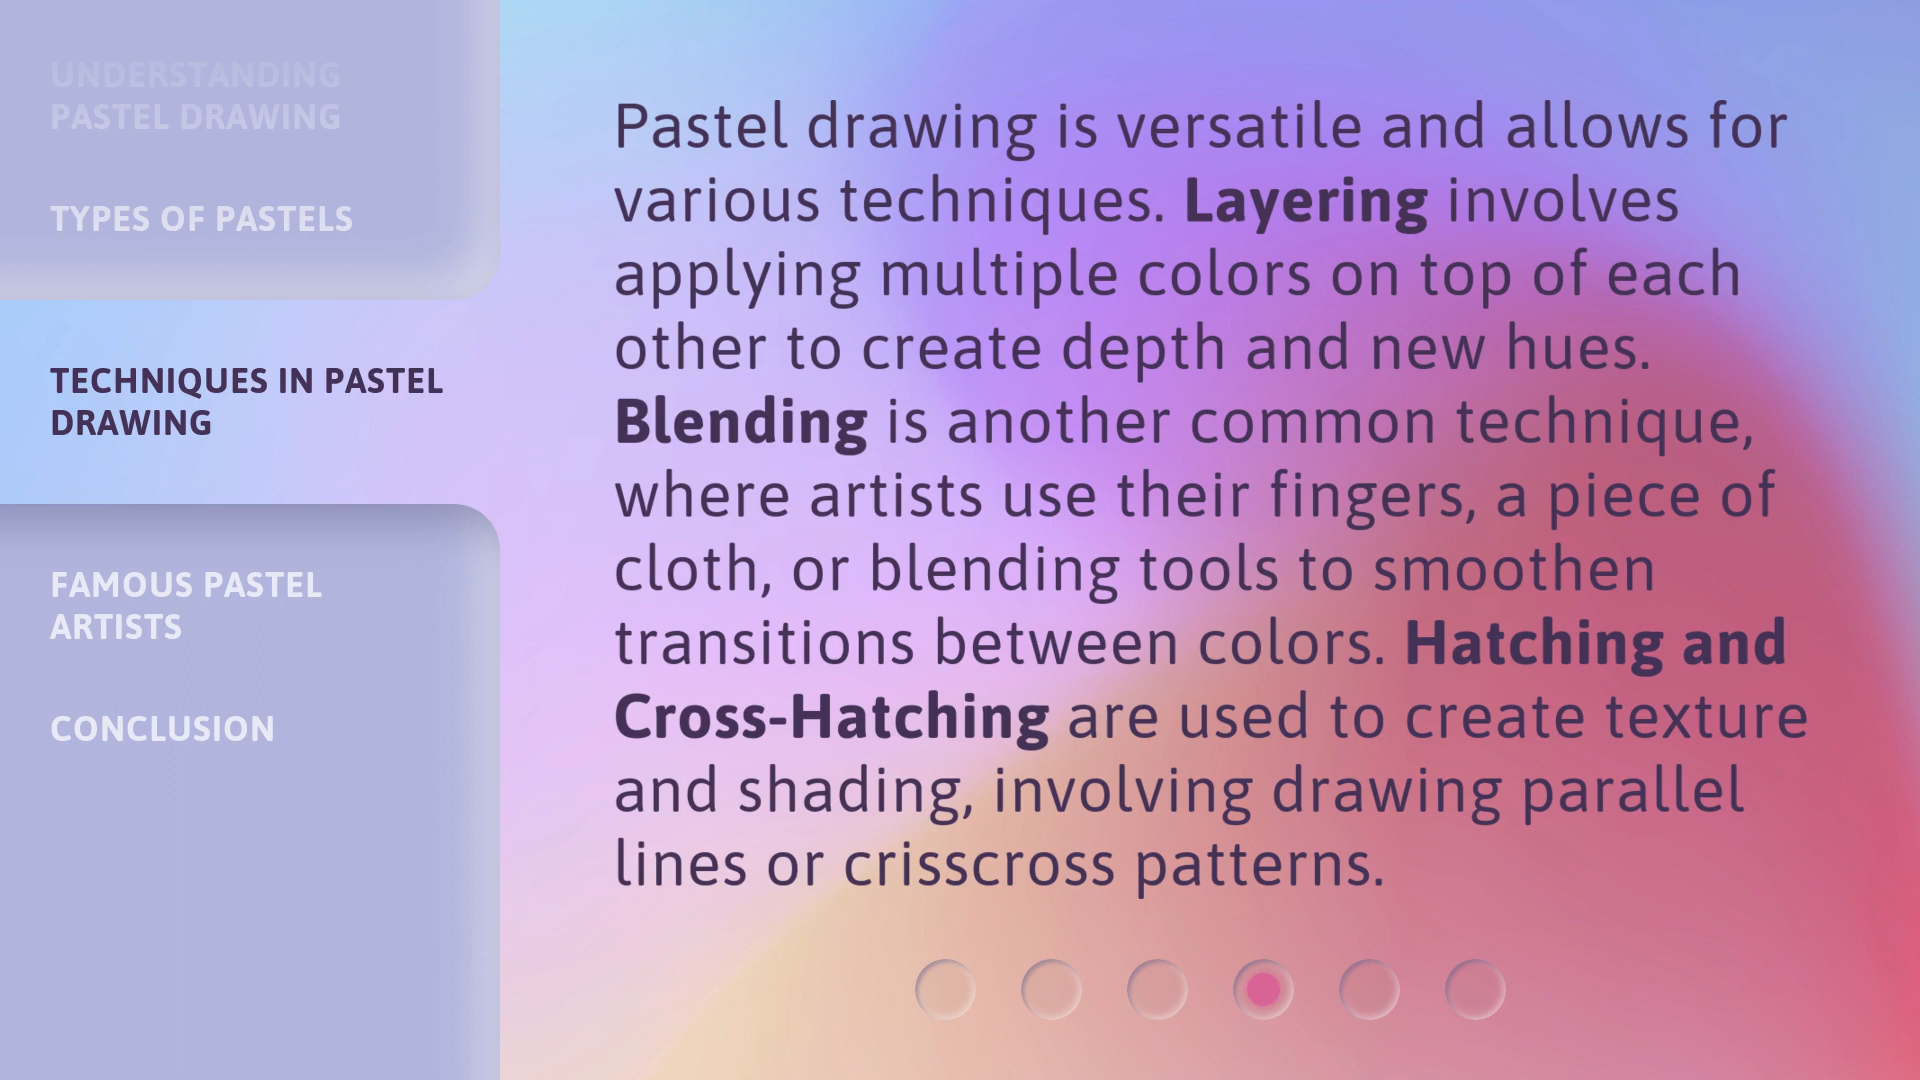 UNDERSTANDING
PASTEL DRAWING
TYPES OF PASTELS
TECHNIQUES IN PASTEL
DRAWING
FAMOUS PASTEL
ARTISTS
CONCLUSION
Pastel drawing is versatile and allows for
various techniques. Layering involves
applying multiple colors on top of each
other to create depth and new hues.
Blending is another common technique,
where artists use their fingers, a piece of
cloth, or blending tools to smoothen
transitions between colors. Hatching and
Cross-Hatching are used to create texture
and shading, involving drawing parallel
lines or crisscross patterns.